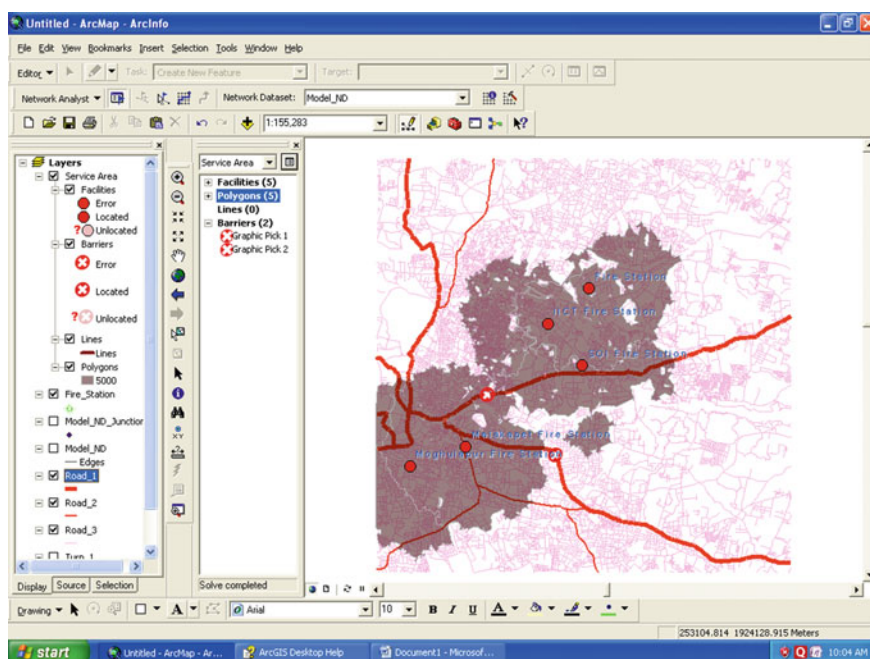 Untitled - ArcMap - ArcInfo
File Edit View Bookmarks Insert Selection Tools Window Help
Editor Task: Create New Feature Target:
Network Analyst Network Dataset: Model_ND
1:155,283
Layers
Service Area
Facilities
Error
Located
? Unlocated
Barriers
Error
Located
? Unlocated
Lines
Lines
Polygons
5000
Fire_Station
Model_ND_Junction
Model_ND
Edges
Road_1
Road_2
Road_3
Turn_1
Display Source Selection
Service Area
Facilities (5)
Polygons (5)
Lines (0)
Barriers (2)
Graphic Pick 1
Graphic Pick 2
Solve completed
Fire Station
Fire Station
Fire Station
Malakapet Fire Station
Moghulapur Fire Station
Drawing A Arial 10 B I U A
253104.814 1924128.915 Meters
start Untitled - ArcMap - Ar... ArcGIS Desktop Help Document1 - Microsof... 10:04 AM